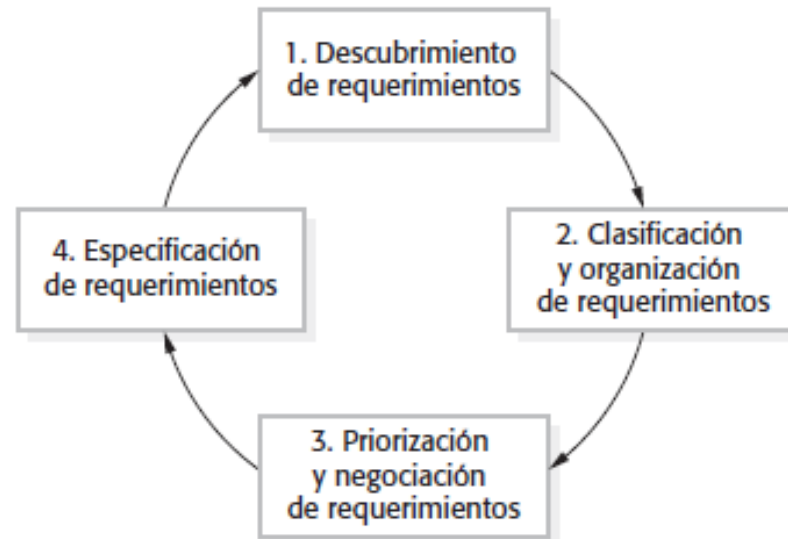 1. Descubrimiento
de requerimientos
2. Clasificación
y organización
de requerimientos
3. Priorización
y negociación
de requerimientos
4. Especificación
de requerimientos